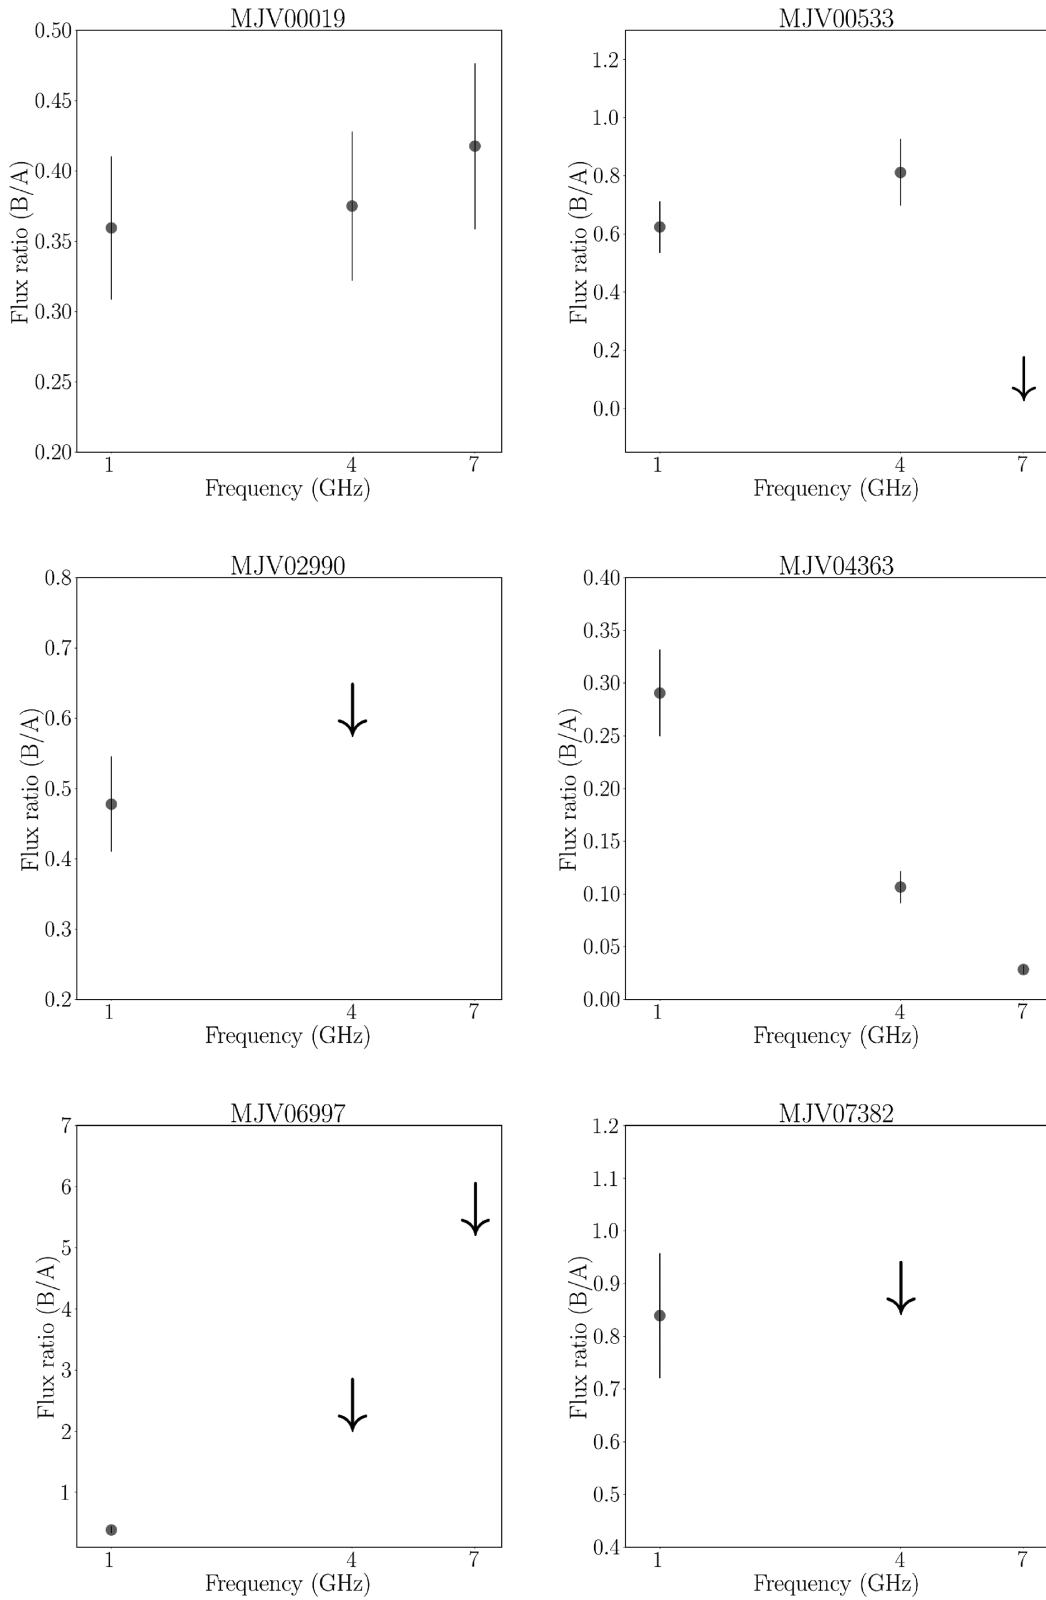 MJV00019
0.50
0.45
0.40
0.35
0.30
0.25
0.20
Flux ratio (B/A)
1 4 7
Frequency (GHz)
MJV00533
1.2
1.0
0.8
0.6
0.4
0.2
0.0
Flux ratio (B/A)
1 4 7
Frequency (GHz)
MJV02990
0.8
0.7
0.6
0.5
0.4
0.3
0.2
Flux ratio (B/A)
1 4 7
Frequency (GHz)
MJV04363
0.40
0.35
0.30
0.25
0.20
0.15
0.10
0.05
0.00
Flux ratio (B/A)
1 4 7
Frequency (GHz)
MJV06997
7
6
5
4
3
2
1
Flux ratio (B/A)
1 4 7
Frequency (GHz)
MJV07382
1.2
1.1
1.0
0.9
0.8
0.7
0.6
0.5
0.4
Flux ratio (B/A)
1 4 7
Frequency (GHz)